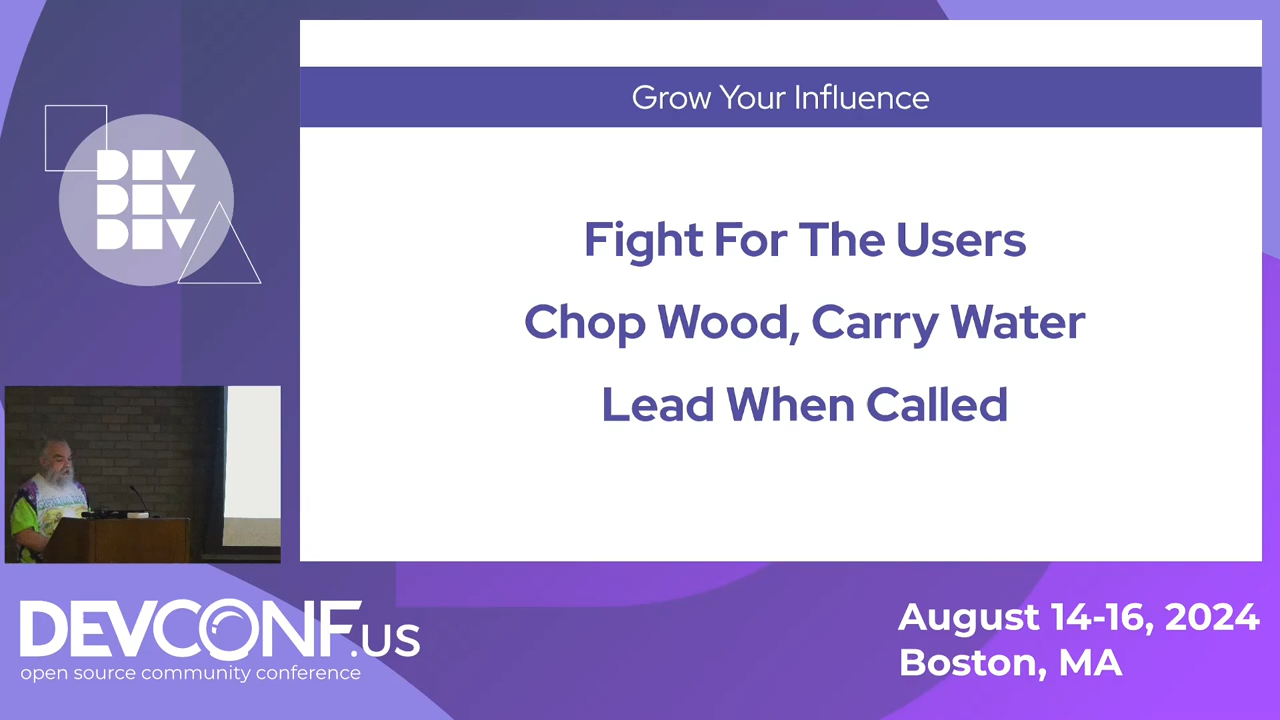 Grow Your Influence
DEV
DEV
DEV
Fight For The Users
Chop Wood, Carry Water
Lead When Called
DEVCONF.US
open source community conference
August 14-16, 2024
Boston, MA